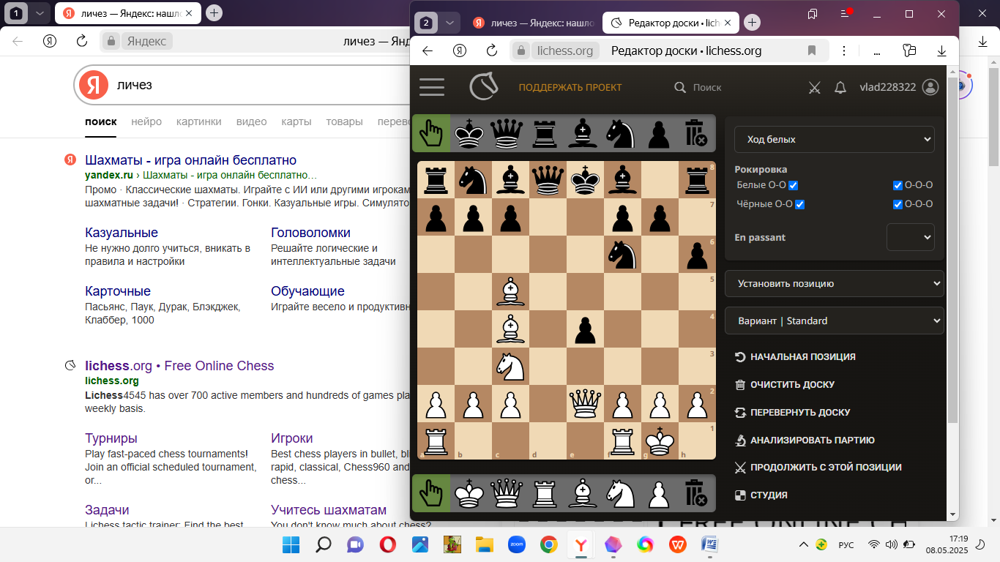 1
личез — Яндекс: нашло
Яндекс
личез — Янд
Я
личез
поиск
нейро
картинки
видео
карты
товары
Шахматы - игра онлайн бесплатно
yandex.ru › Шахматы - игра онлайн бесплатно…
Промо · Классические шахматы. Играйте с ИИ или другими игрокам
шахматные задачи! · Стратегии. Гонки. Казуальные игры. Симулято
Казуальные
Не нужно долго учиться, вникать в
правила и настройки
Головоломки
Решайте логические и
интеллектуальные задачи
Карточные
Пасьянс, Паук, Дурак, Блэкджек,
Клаббер, 1000
Обучающие
Играйте весело и продуктивн
lichess.org • Free Online Chess
lichess.org
Lichess4545 has over 700 active members and hundreds of games pla
weekly basis.
Турниры
Play fast-paced chess tournaments!
Join an official scheduled tournament,
or...
Игроки
Best chess players in bullet, bli
rapid, classical, Chess960 and
chess...
Задачи
Lichess tactic trainer: Find the best
Учитесь шахматам
You don't know much about chess?
2
личез — Яндекс: нашло
Редактор доски • lich
lichess.org
Редактор доски • lichess.org
ПОДДЕРЖАТЬ ПРОЕКТ
Поиск
vlad228322
8
7
6
5
4
3
2
1
a
b
c
d
e
f
g
h
Ход белых
Рокировка
Белые O-O
O-O-O
Чёрные O-O
O-O-O
En passant
Установить позицию
Вариант | Standard
НАЧАЛЬНАЯ ПОЗИЦИЯ
ОЧИСТИТЬ ДОСКУ
ПЕРЕВЕРНУТЬ ДОСКУ
АНАЛИЗИРОВАТЬ ПАРТИЮ
ПРОДОЛЖИТЬ С ЭТОЙ ПОЗИЦИИ
СТУДИЯ
zoom
РУС
17:19
08.05.2025